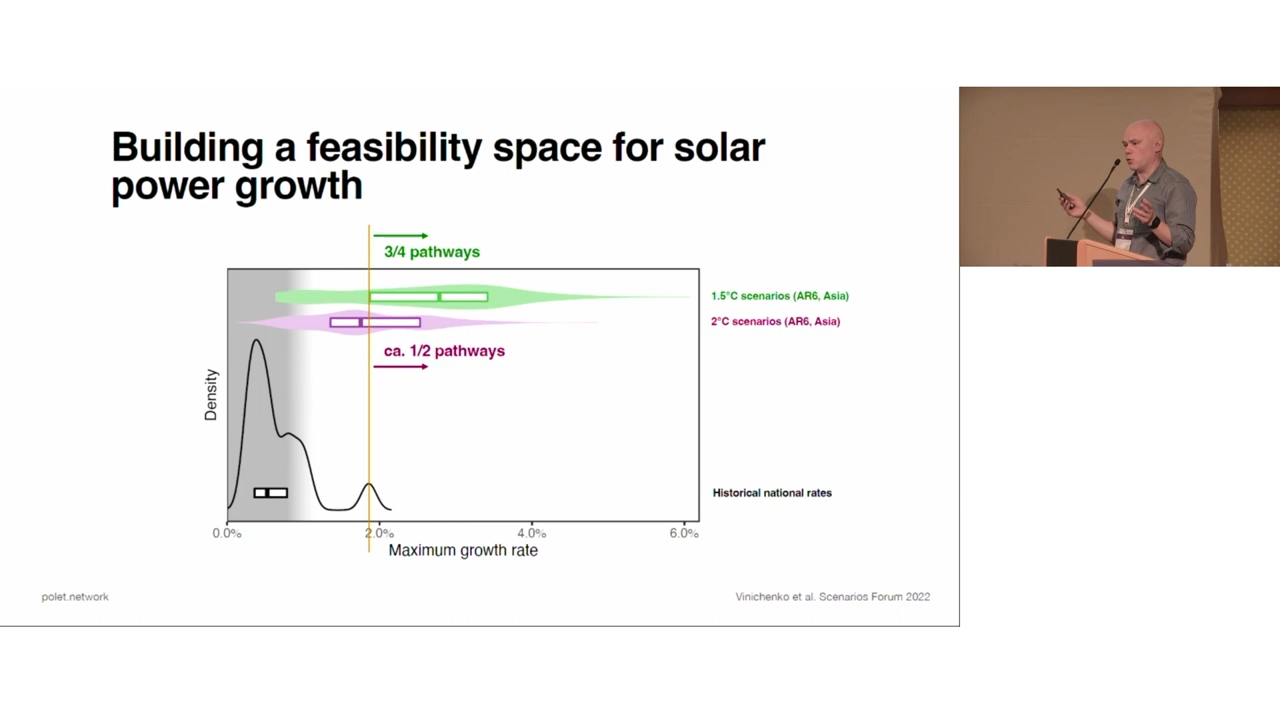 Building a feasibility space for solar
power growth
3/4 pathways
1.5°C scenarios (AR6, Asia)
2°C scenarios (AR6, Asia)
ca. 1/2 pathways
Density
Historical national rates
0.0%
2.0%
4.0%
6.0%
Maximum growth rate
polet.network
Vinichenko et al. Scenarios Forum 2022